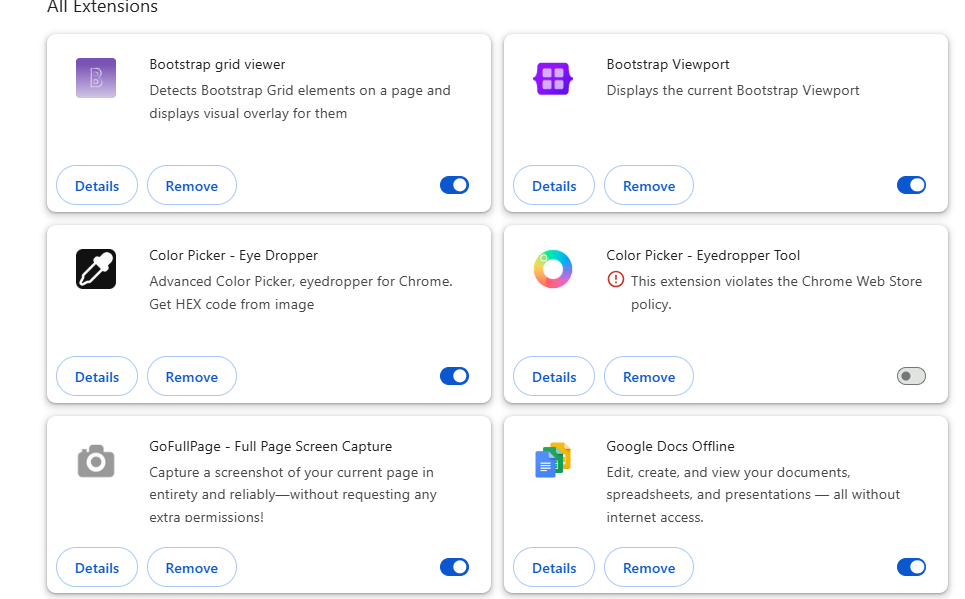 All Extensions
Bootstrap grid viewer
Detects Bootstrap Grid elements on a page and
displays visual overlay for them
Details
Remove
Bootstrap Viewport
Displays the current Bootstrap Viewport
Details
Remove
Color Picker - Eye Dropper
Advanced Color Picker, eyedropper for Chrome.
Get HEX code from image
Details
Remove
Color Picker - Eyedropper Tool
This extension violates the Chrome Web Store
policy.
Details
Remove
GoFullPage - Full Page Screen Capture
Capture a screenshot of your current page in
entirety and reliably—without requesting any
extra permissions!
Details
Remove
Google Docs Offline
Edit, create, and view your documents,
spreadsheets, and presentations — all without
internet access.
Details
Remove